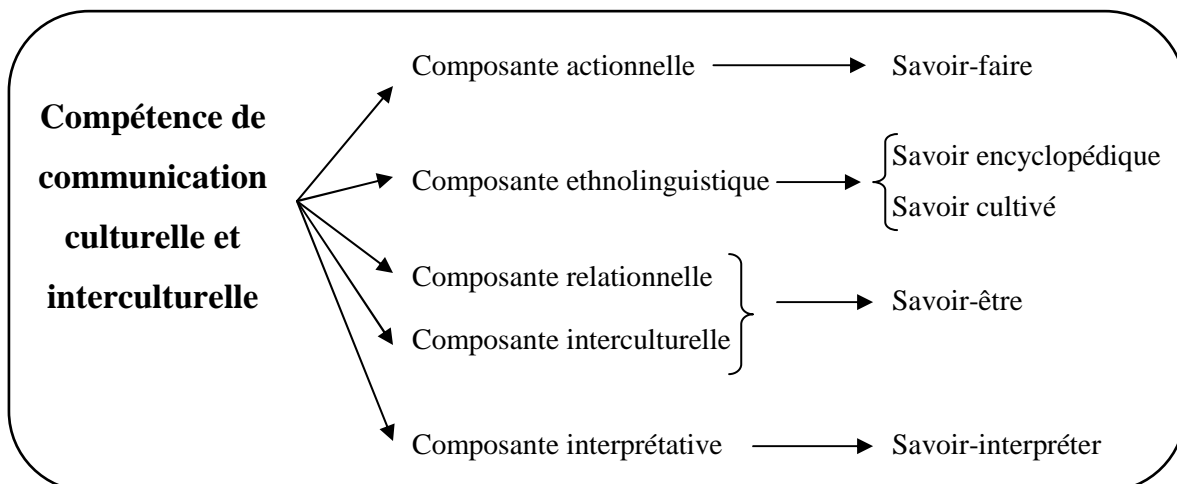 Compétence de
communication
culturelle et
interculturelle
Composante actionnelle
Savoir-faire
Composante ethnolinguistique
Savoir encyclopédique
Savoir cultivé
Composante relationnelle
Composante interculturelle
Savoir-être
Composante interprétative
Savoir-interpréter